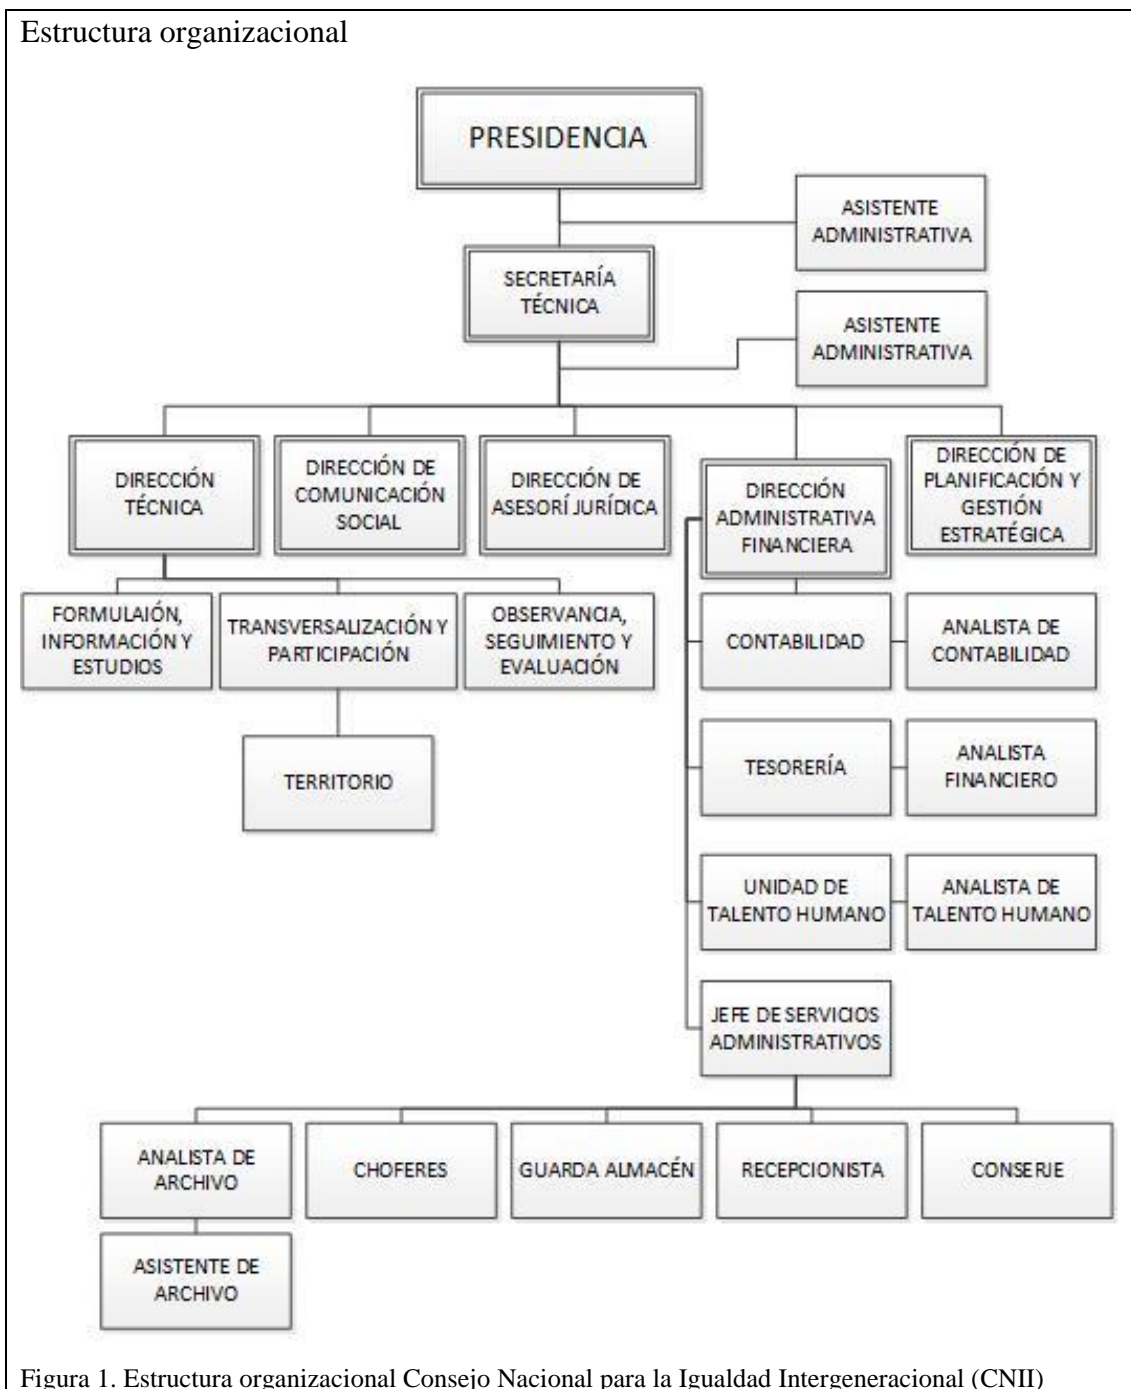 Estructura organizacional
PRESIDENCIA
ASISTENTE
ADMINISTRATIVA
SECRETARÍA
TÉCNICA
ASISTENTE
ADMINISTRATIVA
DIRECCIÓN
TÉCNICA
DIRECCIÓN DE
COMUNICACIÓN
SOCIAL
DIRECCIÓN DE
ASESORÍ JURÍDICA
DIRECCIÓN
ADMINISTRATIVA
FINANCIERA
DIRECCIÓN DE
PLANIFICACIÓN Y
GESTIÓN
ESTRATÉGICA
FORMULAIÓN,
INFORMACIÓN Y
ESTUDIOS
TRANSVERSALIZACIÓN Y
PARTICIPACIÓN
OBSERVANCIA,
SEGUIMIENTO Y
EVALUACIÓN
CONTABILIDAD
ANALISTA DE
CONTABILIDAD
TERRITORIO
TESORERÍA
ANALISTA
FINANCIERO
UNIDAD DE
TALENTO HUMANO
ANALISTA DE
TALENTO HUMANO
JEFE DE SERVICIOS
ADMINISTRATIVOS
ANALISTA DE
ARCHIVO
CHOFERES
GUARDA ALMACÉN
RECEPCIONISTA
CONSERJE
ASISTENTE DE
ARCHIVO
Figura 1. Estructura organizacional Consejo Nacional para la Igualdad Intergeneracional (CNII)